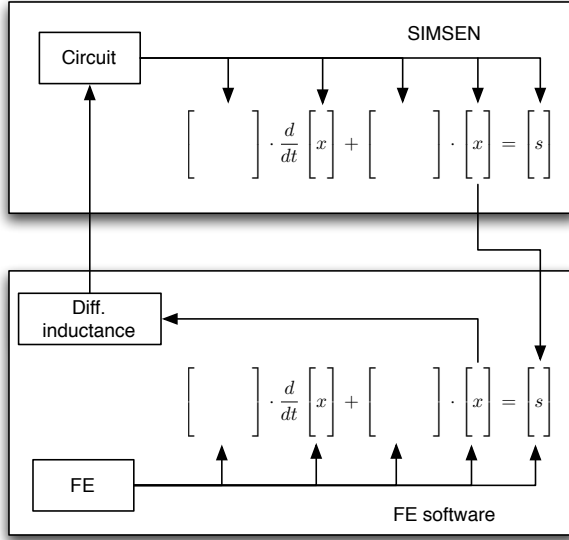 SIMSEN
Circuit
[ ] · d/dt [x] + [ ] · [x] = [s]
Diff.
inductance
[ ] · d/dt [x] + [ ] · [x] = [s]
FE
FE software